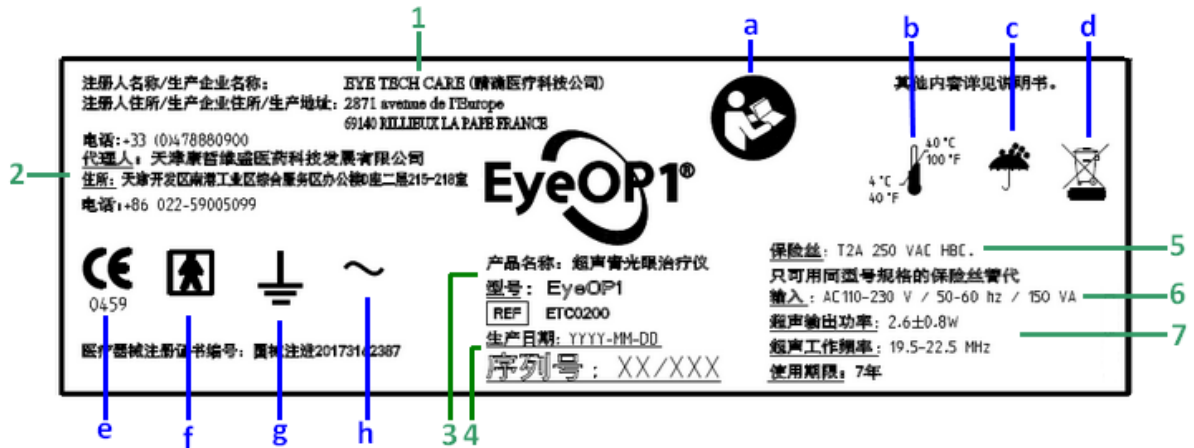 1
a
b
c
d
注册人名称/生产企业名称: EYE TECH CARE (睛谛医疗科技公司)
注册人住所/生产企业住所/生产地址: 2871 avenue de l'Europe
69140 RILLIEUX LA PAPE FRANCE
其他内容详见说明书。
电话:+33 (0)478880900
2
代理人: 天津康哲维盛医药科技发展有限公司
住所: 天津开发区南港工业区综合服务区办公楼D座二层215-218室
电话:+86 022-59005099
40 °C
100 °F
4 °C
40 °F
EyeOP1®
CE
0459
产品名称: 超声青光眼治疗仪
型号: EyeOP1
REF ETC0200
生产日期: YYYY-MM-DD
序列号: XX/XXX
保险丝: T2A 250 VAC HBC.
5
只可用同型号规格的保险丝替代
输入: AC110-230 V / 50-60 hz / 150 VA
6
超声输出功率: 2.6±0.8W
7
超声工作频率: 19.5-22.5 MHz
使用期限: 7年
医疗器械注册证书编号: 国械注进20173162387
e
f
g
h
3
4